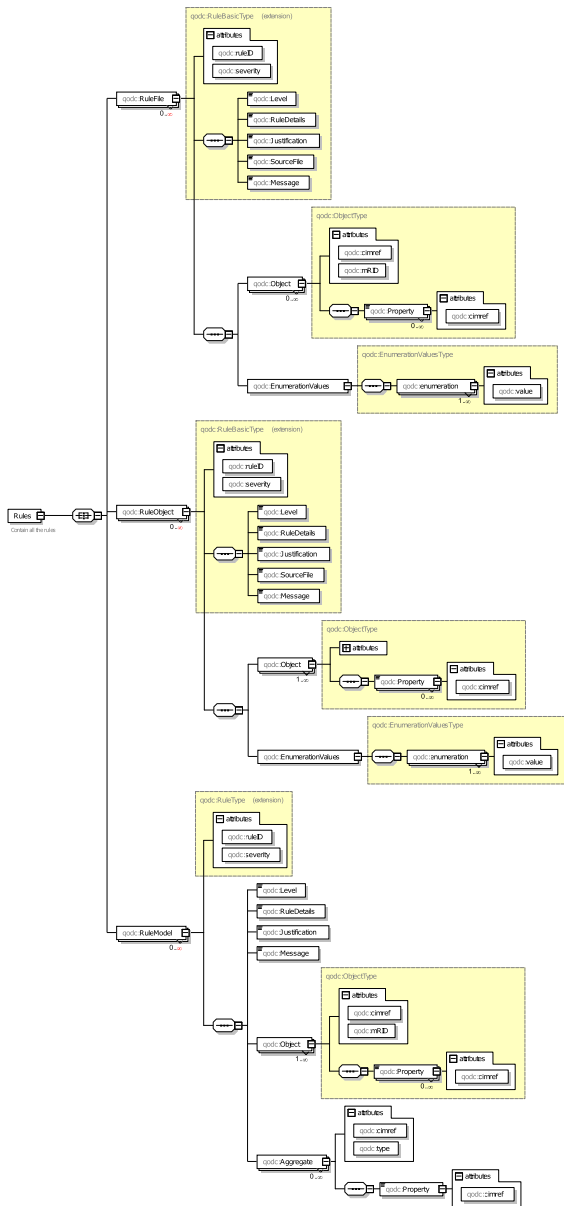 qodc:RuleBasicType (extension)
attributes
qodc:ruleID
qodc:severity
qodc:RuleFile
0..∞
qodc:Level
qodc:RuleDetails
qodc:Justification
qodc:SourceFile
qodc:Message
qodc:ObjectType
attributes
qodc:cimref
qodc:mRID
qodc:Object
0..∞
qodc:Property
0..∞
attributes
qodc:cimref
qodc:EnumerationValuesType
qodc:EnumerationValues
qodc:enumeration
1..∞
attributes
qodc:value
qodc:RuleBasicType (extension)
attributes
qodc:ruleID
qodc:severity
Rules
Contain all the rules
qodc:RuleObject
0..∞
qodc:Level
qodc:RuleDetails
qodc:Justification
qodc:SourceFile
qodc:Message
qodc:ObjectType
attributes
qodc:Object
1..∞
qodc:Property
0..∞
attributes
qodc:cimref
qodc:EnumerationValuesType
qodc:EnumerationValues
qodc:enumeration
1..∞
attributes
qodc:value
qodc:RuleType (extension)
attributes
qodc:ruleID
qodc:severity
qodc:RuleModel
0..∞
qodc:Level
qodc:RuleDetails
qodc:Justification
qodc:Message
qodc:ObjectType
attributes
qodc:cimref
qodc:mRID
qodc:Object
1..∞
qodc:Property
0..∞
attributes
qodc:cimref
attributes
qodc:cimref
qodc:type
qodc:Aggregate
0..∞
qodc:Property
attributes
qodc:cimref